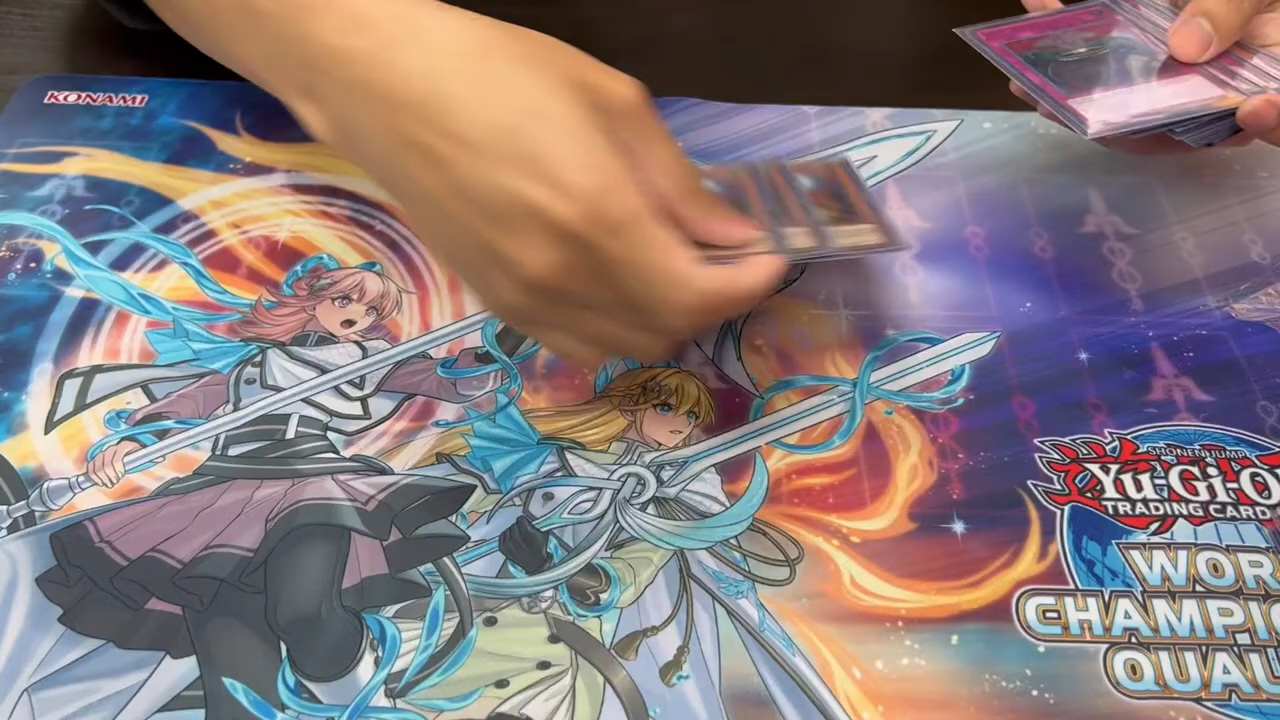 KONAMI
SHONEN JUMP
Yu-Gi-O
TRADING CARD
WOR
CHAMPIO
QUAL